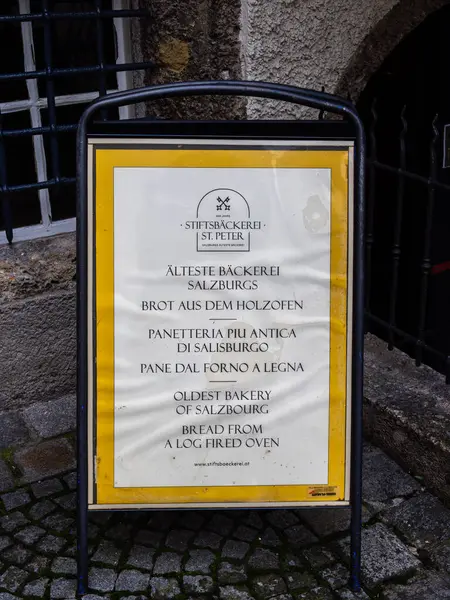 STIFTSBÄCKEREI
ST. PETER
ÄLTESTE BÄCKEREI
SALZBURGS
BROT AUS DEM HOLZOFEN
PANETTERIA PIU ANTICA
DI SALISBURGO
PANE DAL FORNO A LEGNA
OLDEST BAKERY
OF SALZBOURG
BREAD FROM
A LOG FIRED OVEN
www.stiftsbaeckerei.at